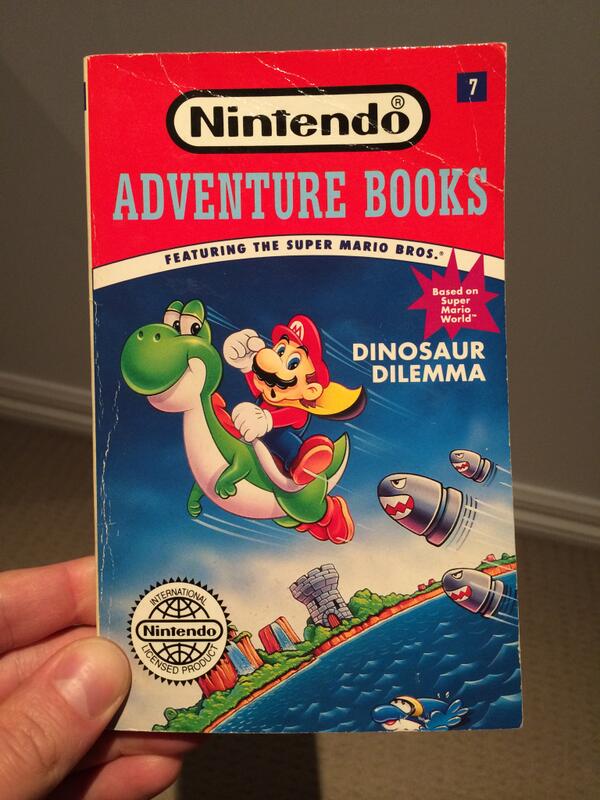 7
Nintendo®
ADVENTURE BOOKS
FEATURING THE SUPER MARIO BROS.®
Based on
Super
Mario
World™
DINOSAUR
DILEMMA
M
INTERNATIONAL
Nintendo
LICENSED PRODUCT